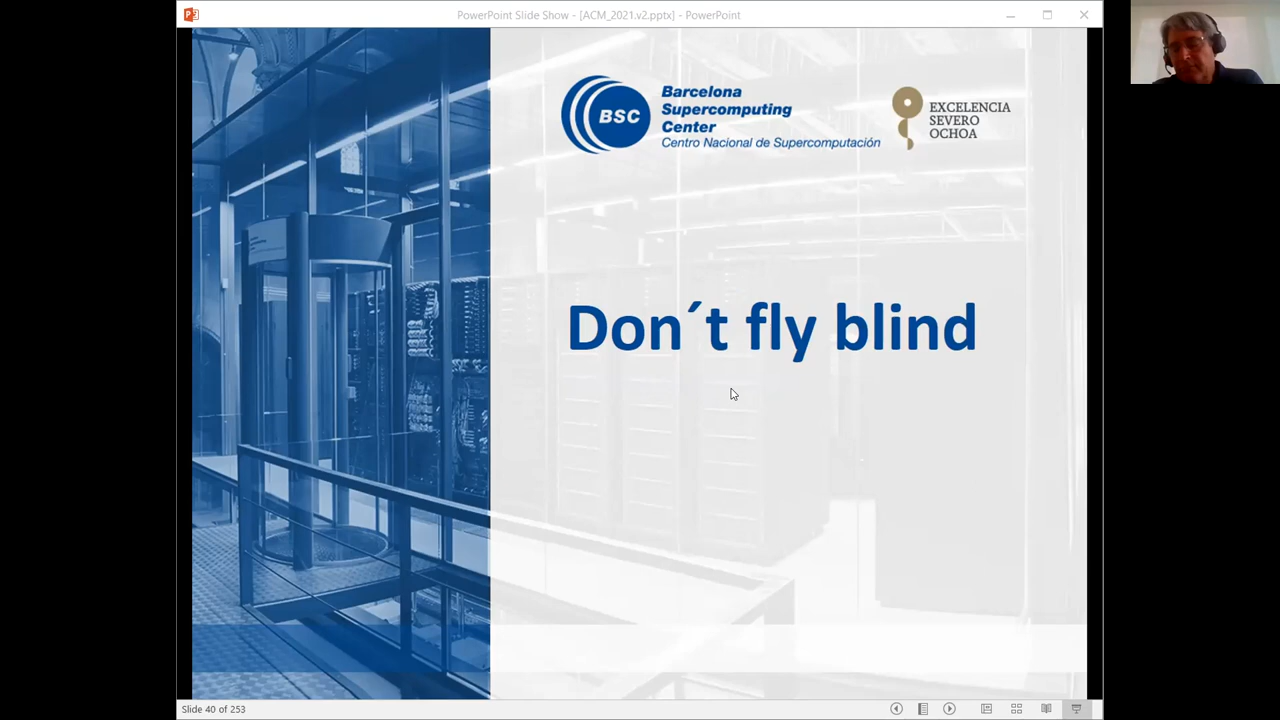 PowerPoint Slide Show - [ACM_2021.v2.pptx] - PowerPoint
BSC
Barcelona
Supercomputing
Center
Centro Nacional de Supercomputación
EXCELENCIA
SEVERO
OCHOA
Don´t fly blind
Slide 40 of 253